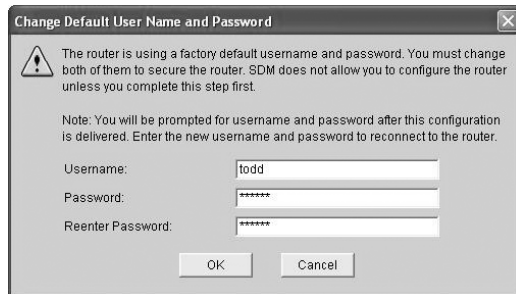 Change Default User Name and Password
The router is using a factory default username and password. You must change
both of them to secure the router. SDM does not allow you to configure the router
unless you complete this step first.
Note: You will be prompted for username and password after this configuration
is delivered. Enter the new username and password to reconnect to the router.
Username: todd
Password: ******
Reenter Password: ******
OK Cancel